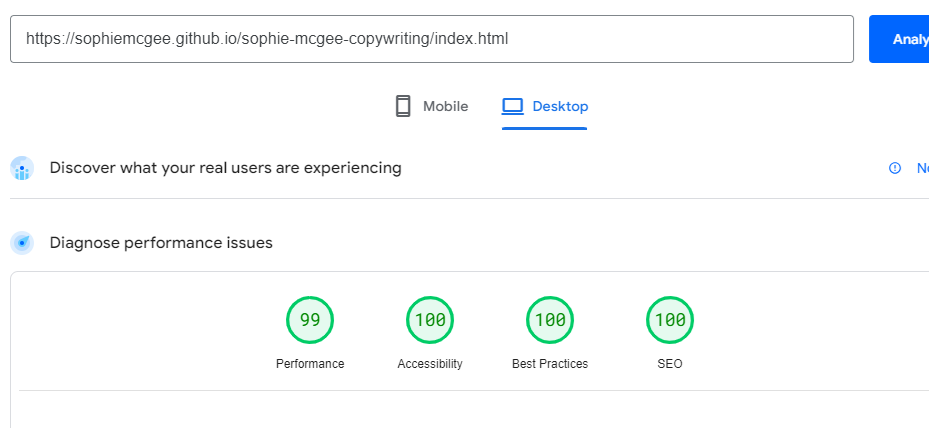 https://sophiemcgee.github.io/sophie-mcgee-copywriting/index.html
Mobile
Desktop
Discover what your real users are experiencing
Diagnose performance issues
99
100
100
100
Performance
Accessibility
Best Practices
SEO